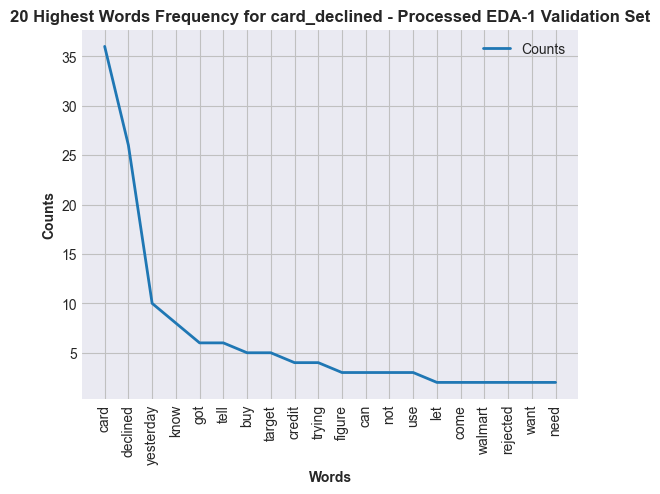 20 Highest Words Frequency for card_declined - Processed EDA-1 Validation Set
Counts
35
30
25
20
15
10
5
Counts
card
declined
yesterday
know
got
tell
buy
target
credit
trying
figure
can
not
use
let
come
walmart
rejected
want
need
Words